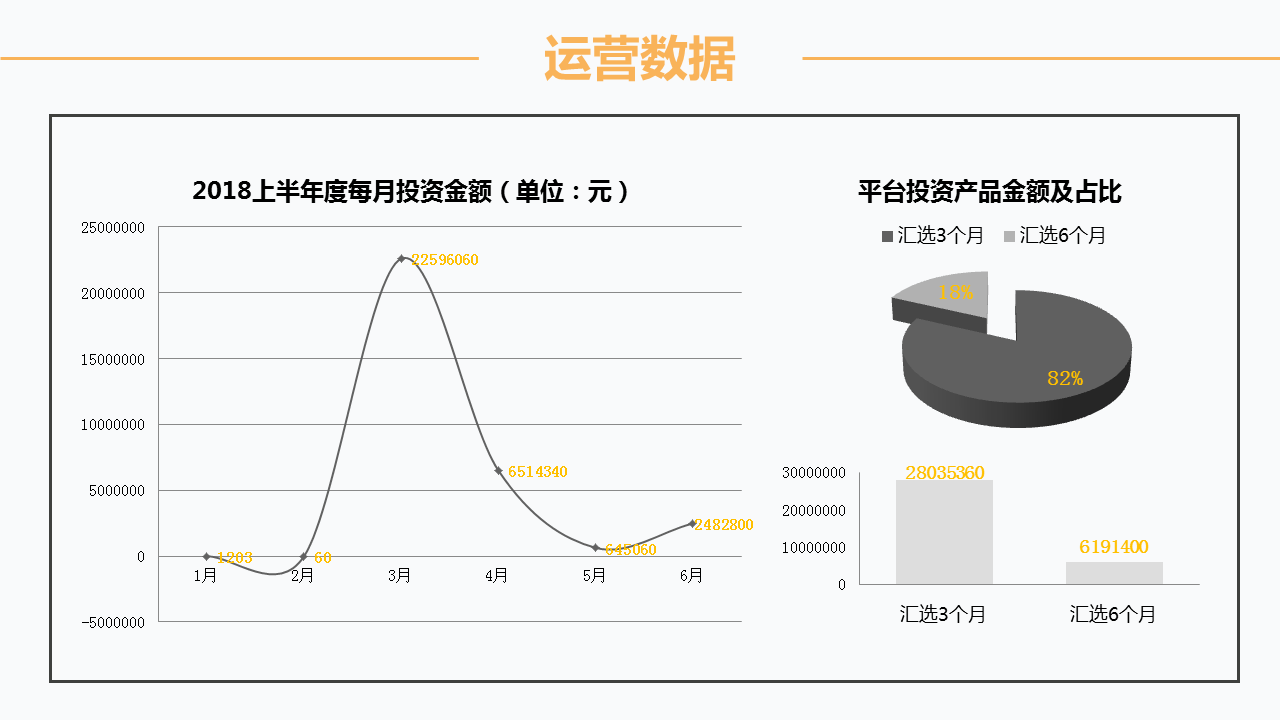 运营数据
2018上半年度每月投资金额（单位：元）
25000000
20000000
15000000
10000000
5000000
0
-5000000
1203
60
22596060
6514340
645060
2482800
1月
2月
3月
4月
5月
6月
平台投资产品金额及占比
汇选3个月 汇选6个月
18%
82%
30000000
20000000
10000000
0
28035360
6191400
汇选3个月 汇选6个月